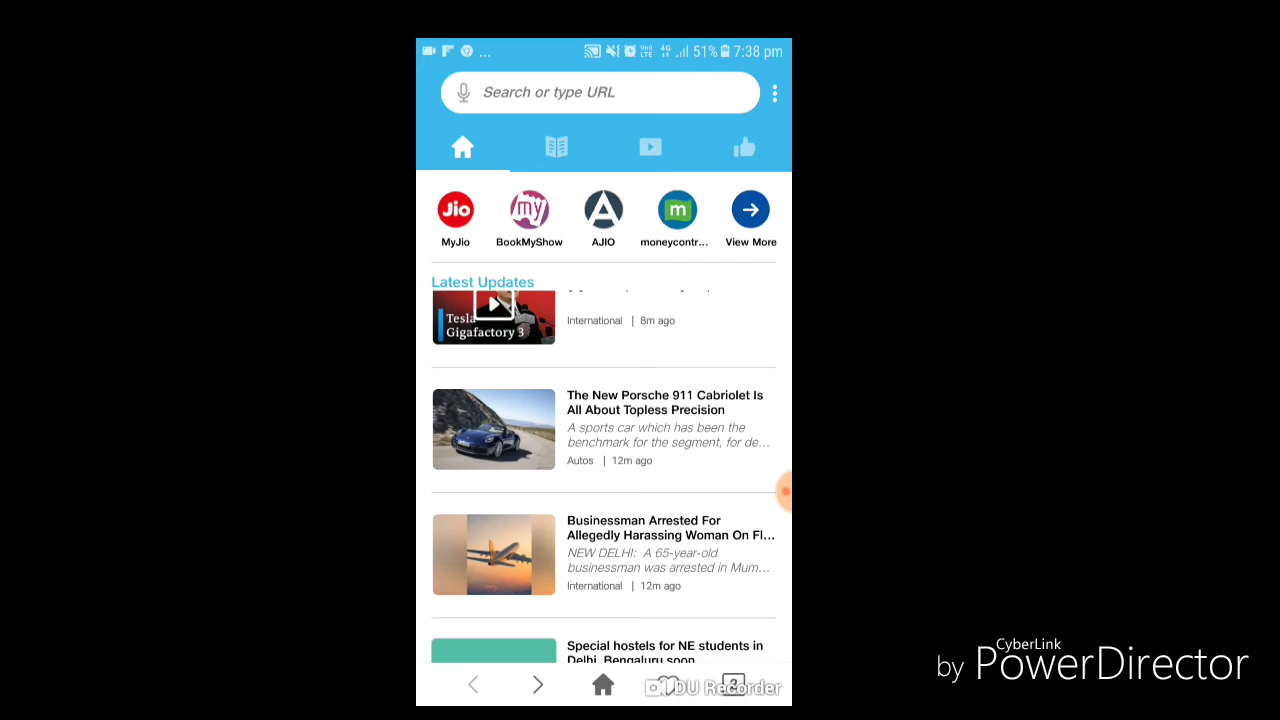 ... VoI) LTE 4G 51% 7:38 pm
Search or type URL
Jio my A m
MyJio BookMyShow AJIO moneycontr... View More
Latest Updates
Tesla
Gigafactory 3
International | 8m ago
The New Porsche 911 Cabriolet Is
All About Topless Precision
A sports car which has been the
benchmark for the segment, for de...
Autos | 12m ago
Businessman Arrested For
Allegedly Harassing Woman On Fl...
NEW DELHI: A 65-year-old
businessman was arrested in Mum...
International | 12m ago
Special hostels for NE students in
Delhi, Bengaluru soon
DU Recorder
CyberLink
by PowerDirector